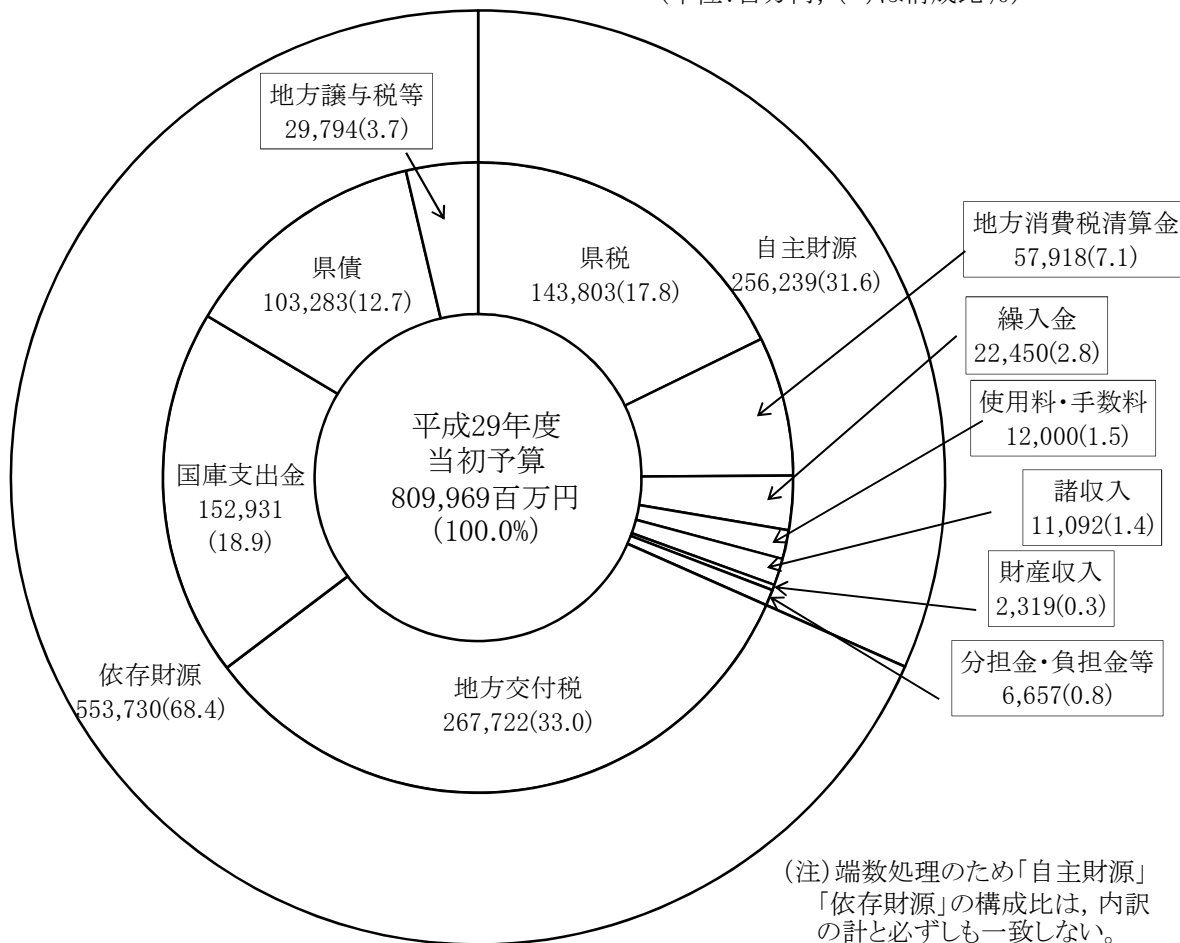 地方譲与税等
29,794(3.7)
県債
103,283(12.7)
県税
143,803(17.8)
自主財源
256,239(31.6)
地方消費税清算金
57,918(7.1)
繰入金
22,450(2.8)
使用料・手数料
12,000(1.5)
諸収入
11,092(1.4)
財産収入
2,319(0.3)
分担金・負担金等
6,657(0.8)
平成29年度
当初予算
809,969百万円
(100.0%)
国庫支出金
152,931
(18.9)
依存財源
553,730(68.4)
地方交付税
267,722(33.0)
(注)端数処理のため「自主財源」
「依存財源」の構成比は,内訳
の計と必ずしも一致しない。